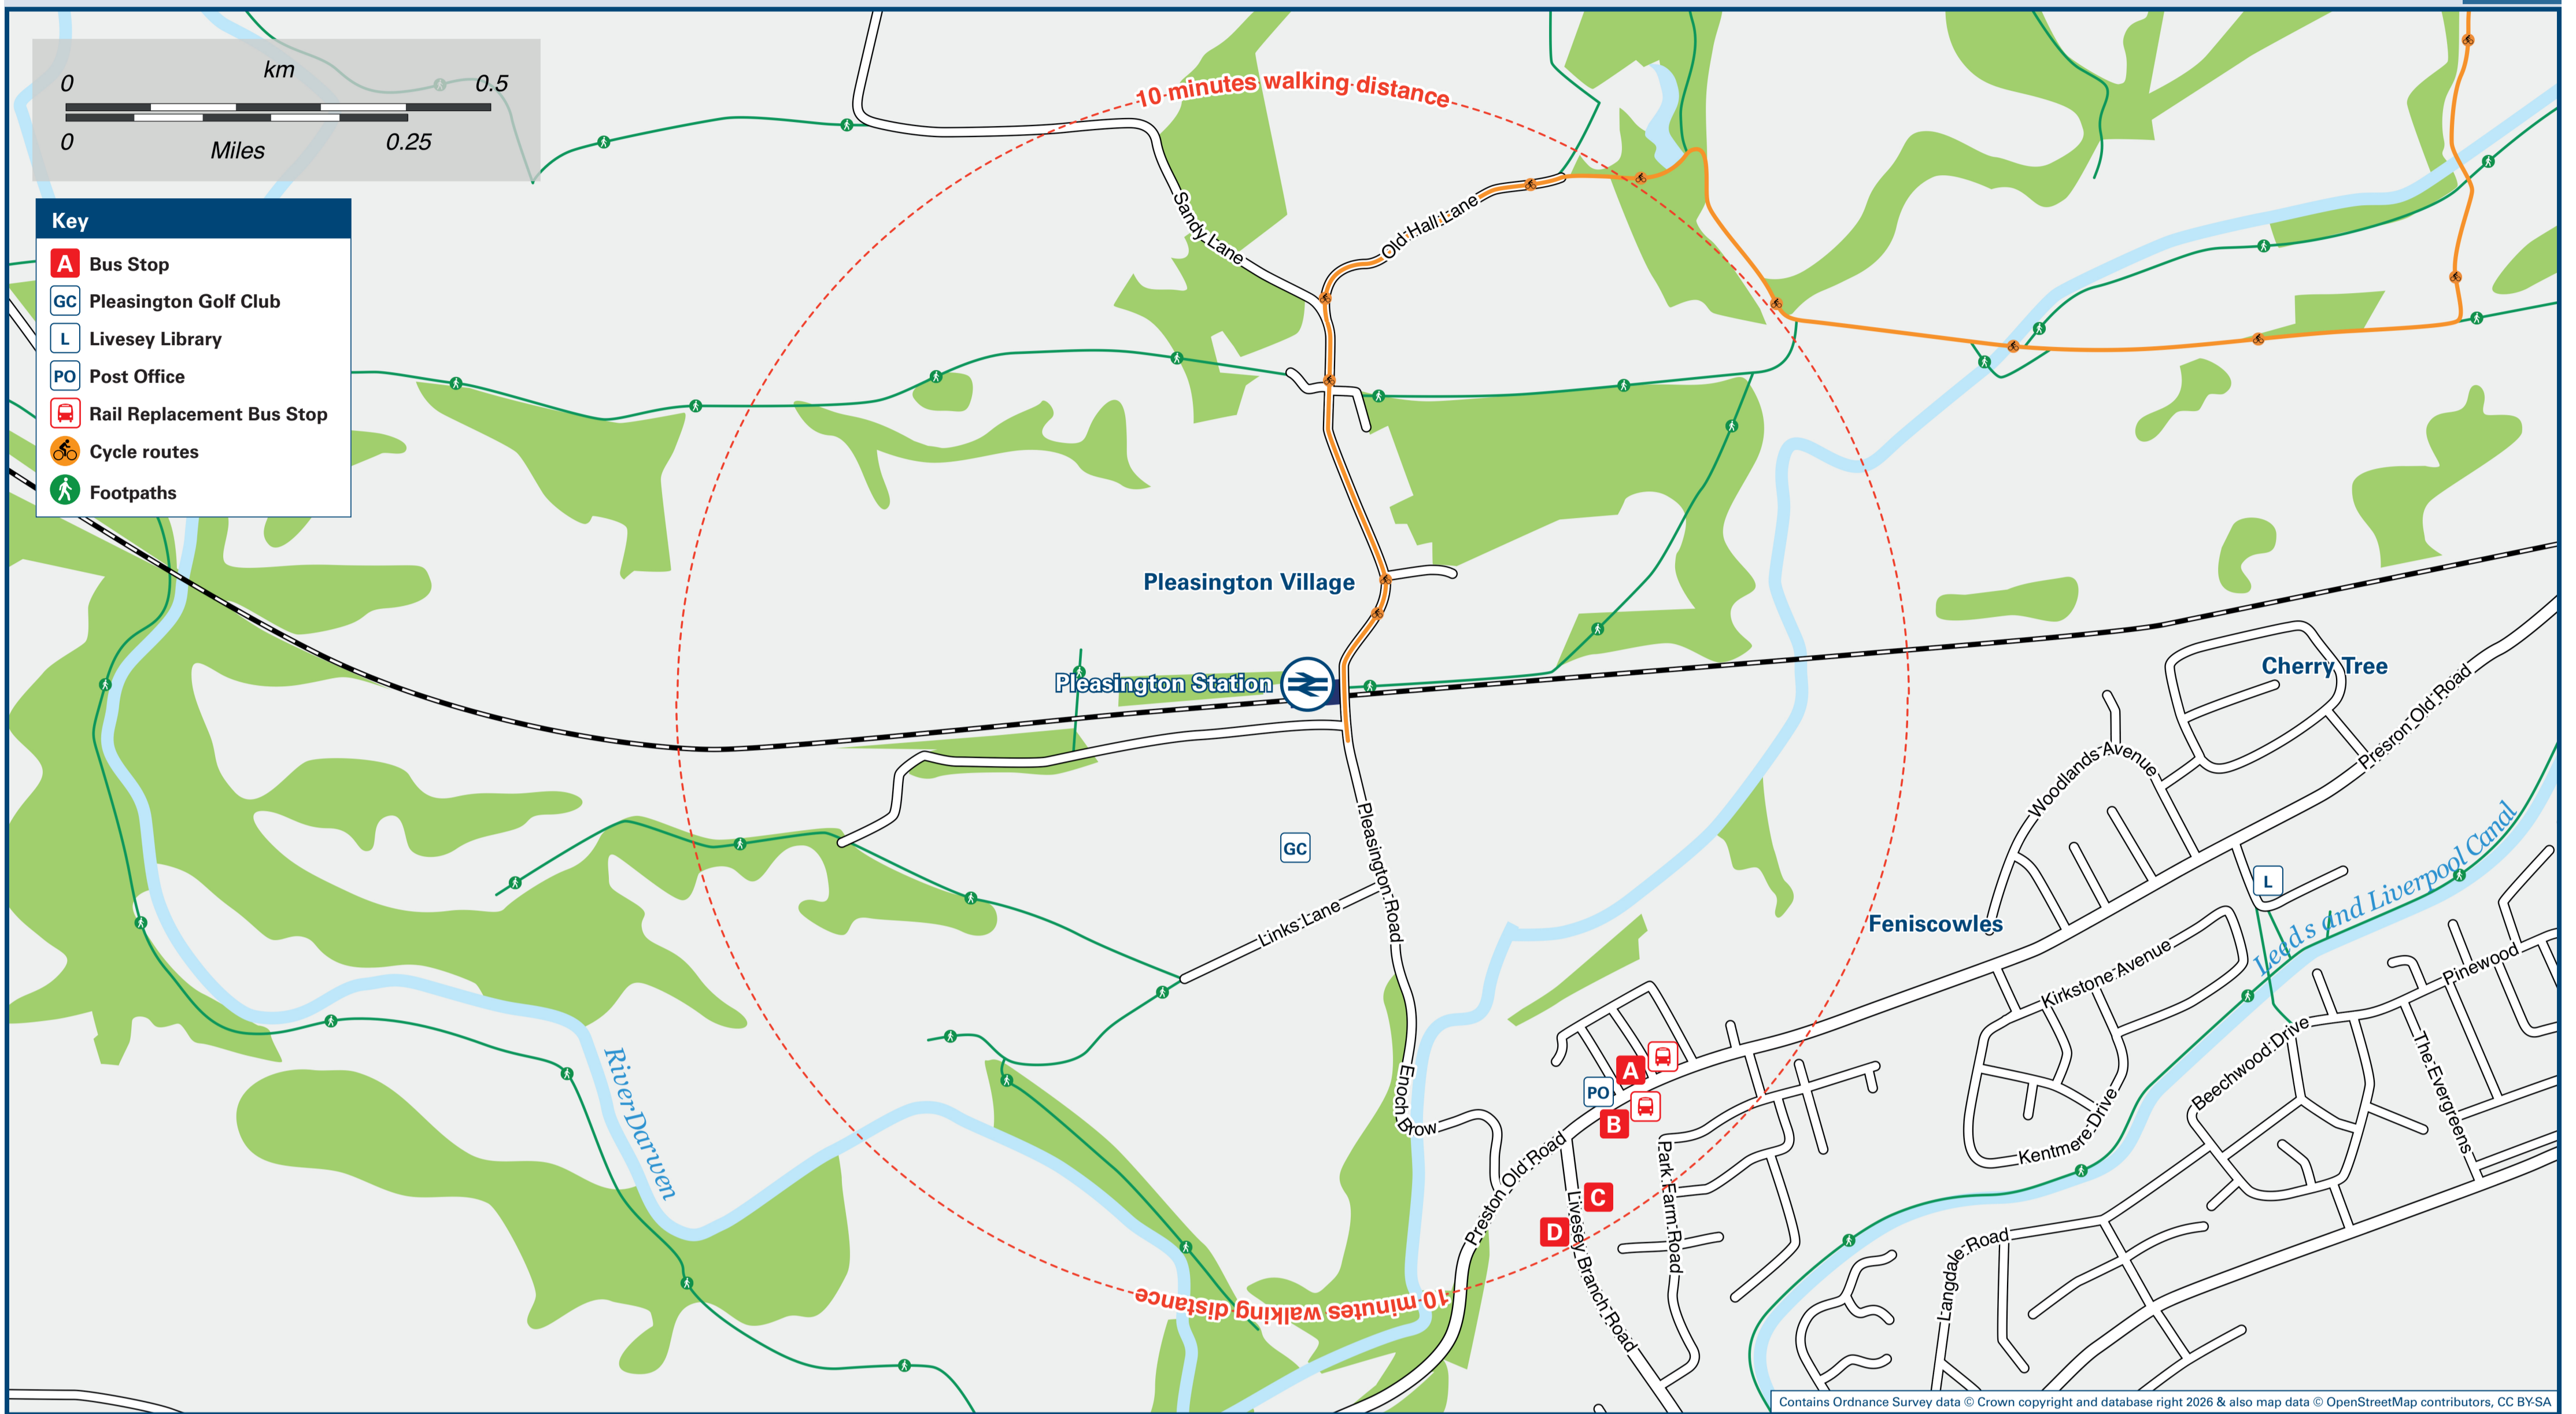 km
0 0.5
0 0.25
Miles
Key
A Bus Stop
GC Pleasington Golf Club
L Livesey Library
PO Post Office
Rail Replacement Bus Stop
Cycle routes
Footpaths
10 minutes walking distance
Sandy Lane
Old Hall Lane
Pleasington Village
Pleasington Station
Cherry Tree
Presron Old Road
Woodlands Avenue
Pleasington Road
GC
L
Leeds and Liverpool Canal
Links Lane
Feniscowles
Kirkstone Avenue
Pinewood
Beechwood Drive
The Evergreens
River Darwen
Enoch Brow
A
PO
B
Kentmere Drive
Preston Old Road
Park Farm Road
C
D
Livesey Branch Road
Langdale Road
10 minutes walking distance
Contains Ordnance Survey data © Crown copyright and database right 2026 & also map data © OpenStreetMap contributors, CC BY-SA